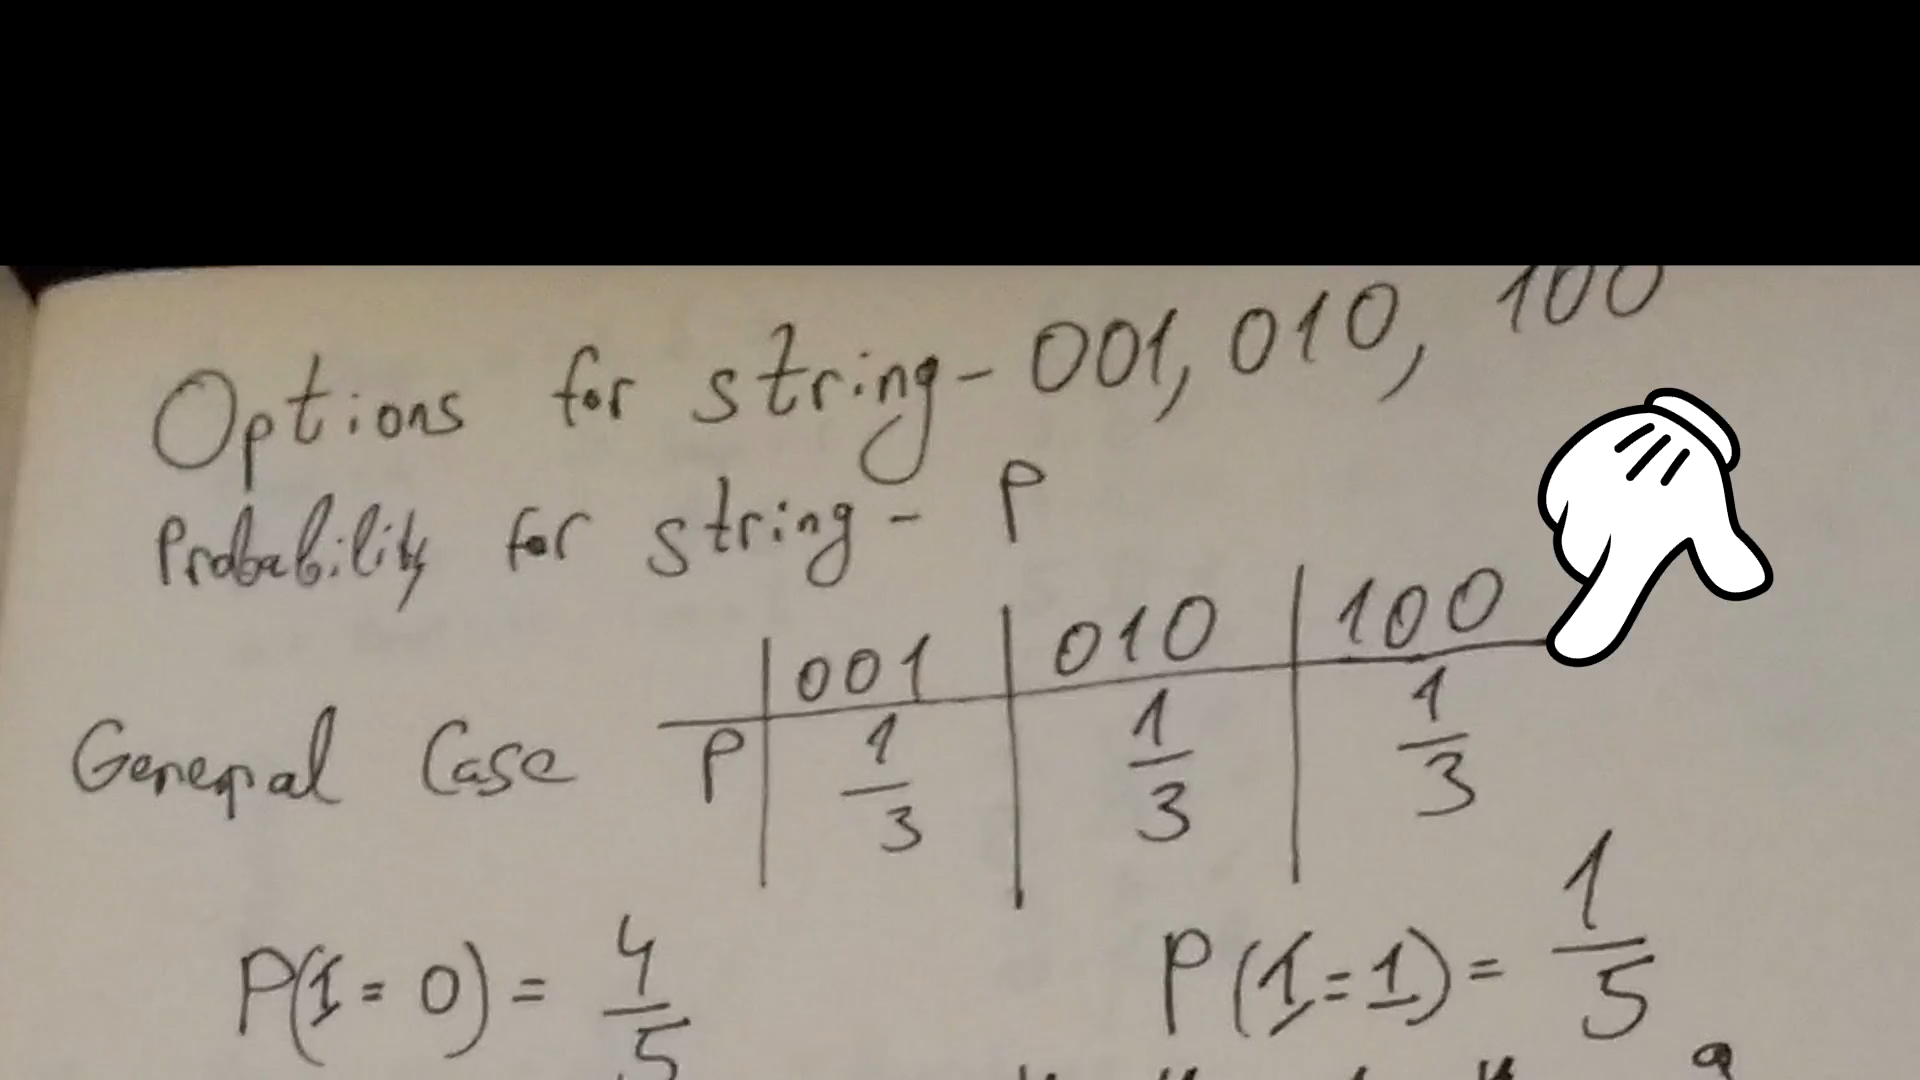 Options for string - 001, 010, 100
Probability for string - P
001 | 010 | 100
General Case P | 1/3 | 1/3 | 1/3
P(1 = 0) = 4/5 P(1 = 1) = 1/5